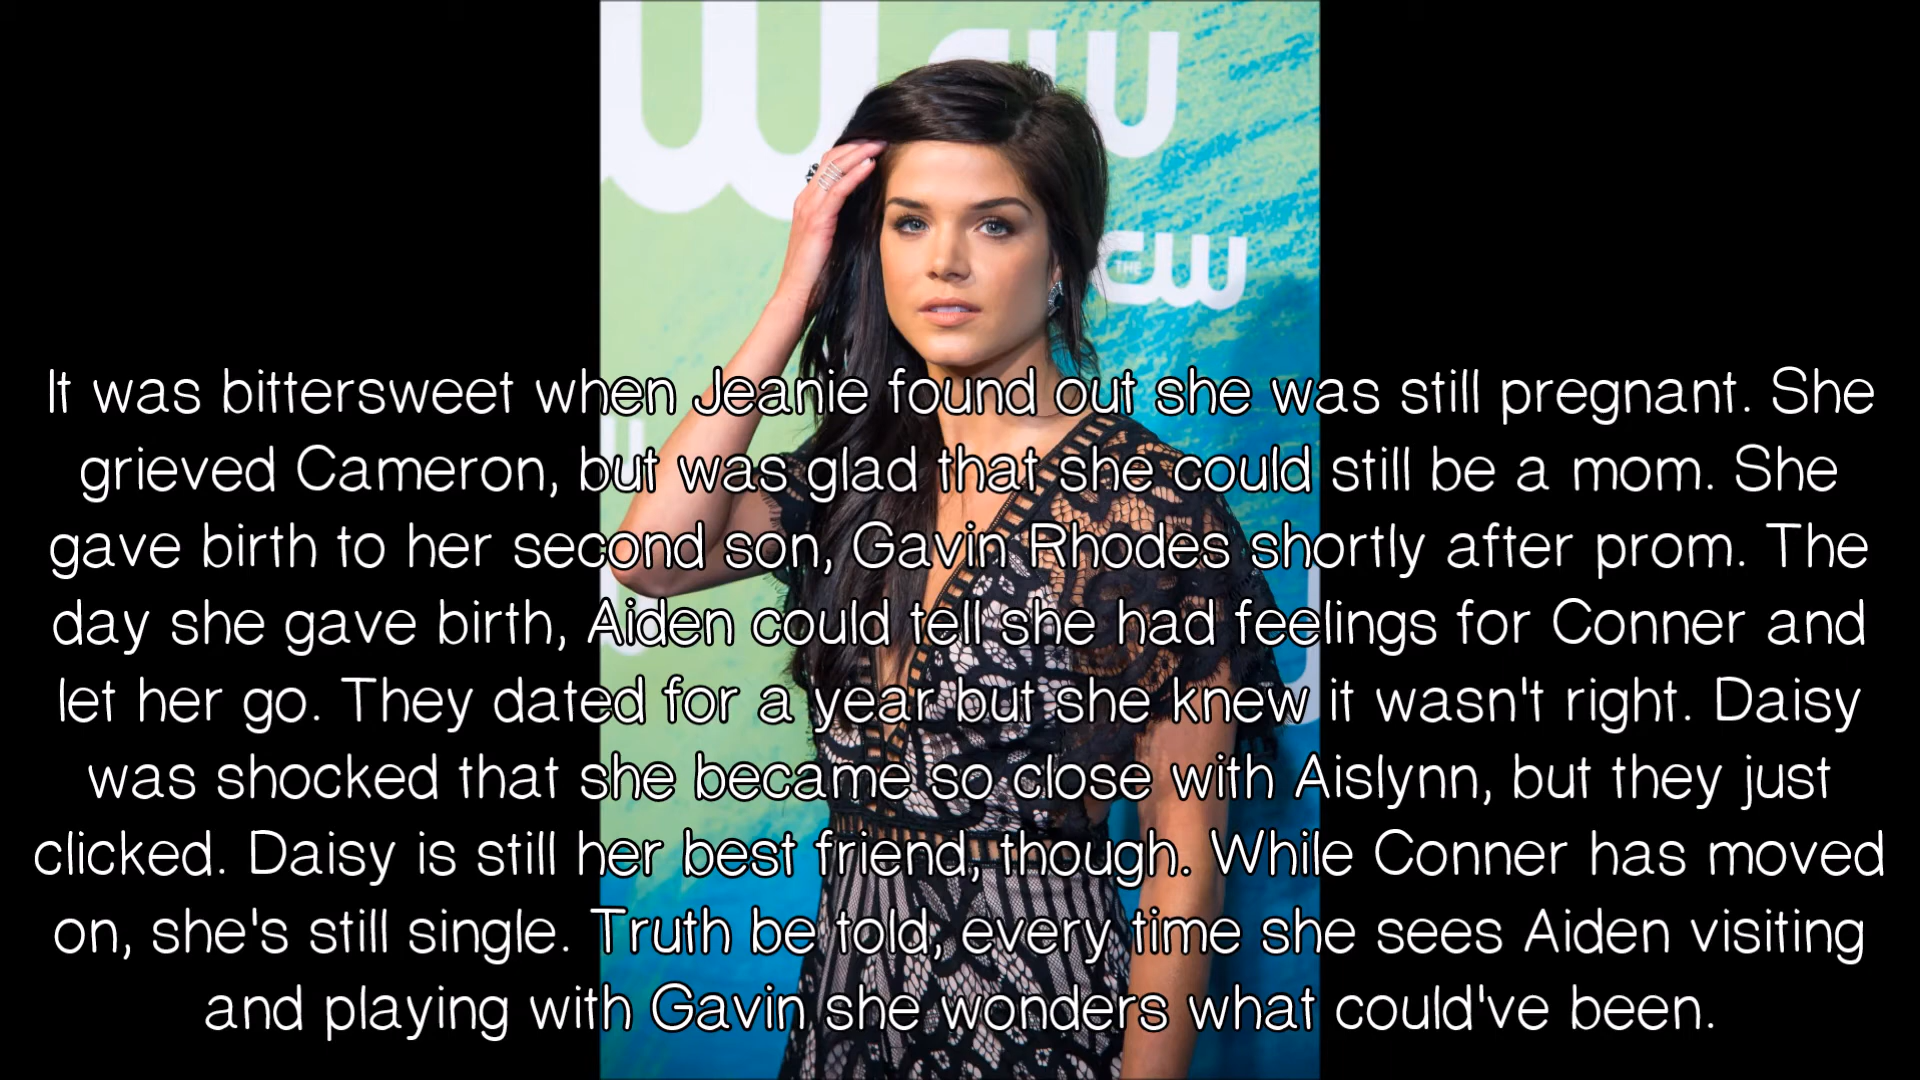 CW
THE CW
It was bittersweet when Jeanie found out she was still pregnant. She
grieved Cameron, but was glad that she could still be a mom. She
gave birth to her second son, Gavin Rhodes shortly after prom. The
day she gave birth, Aiden could tell she had feelings for Conner and
let her go. They dated for a year but she knew it wasn't right. Daisy
was shocked that she became so close with Aislynn, but they just
clicked. Daisy is still her best friend, though. While Conner has moved
on, she's still single. Truth be told, every time she sees Aiden visiting
and playing with Gavin she wonders what could've been.